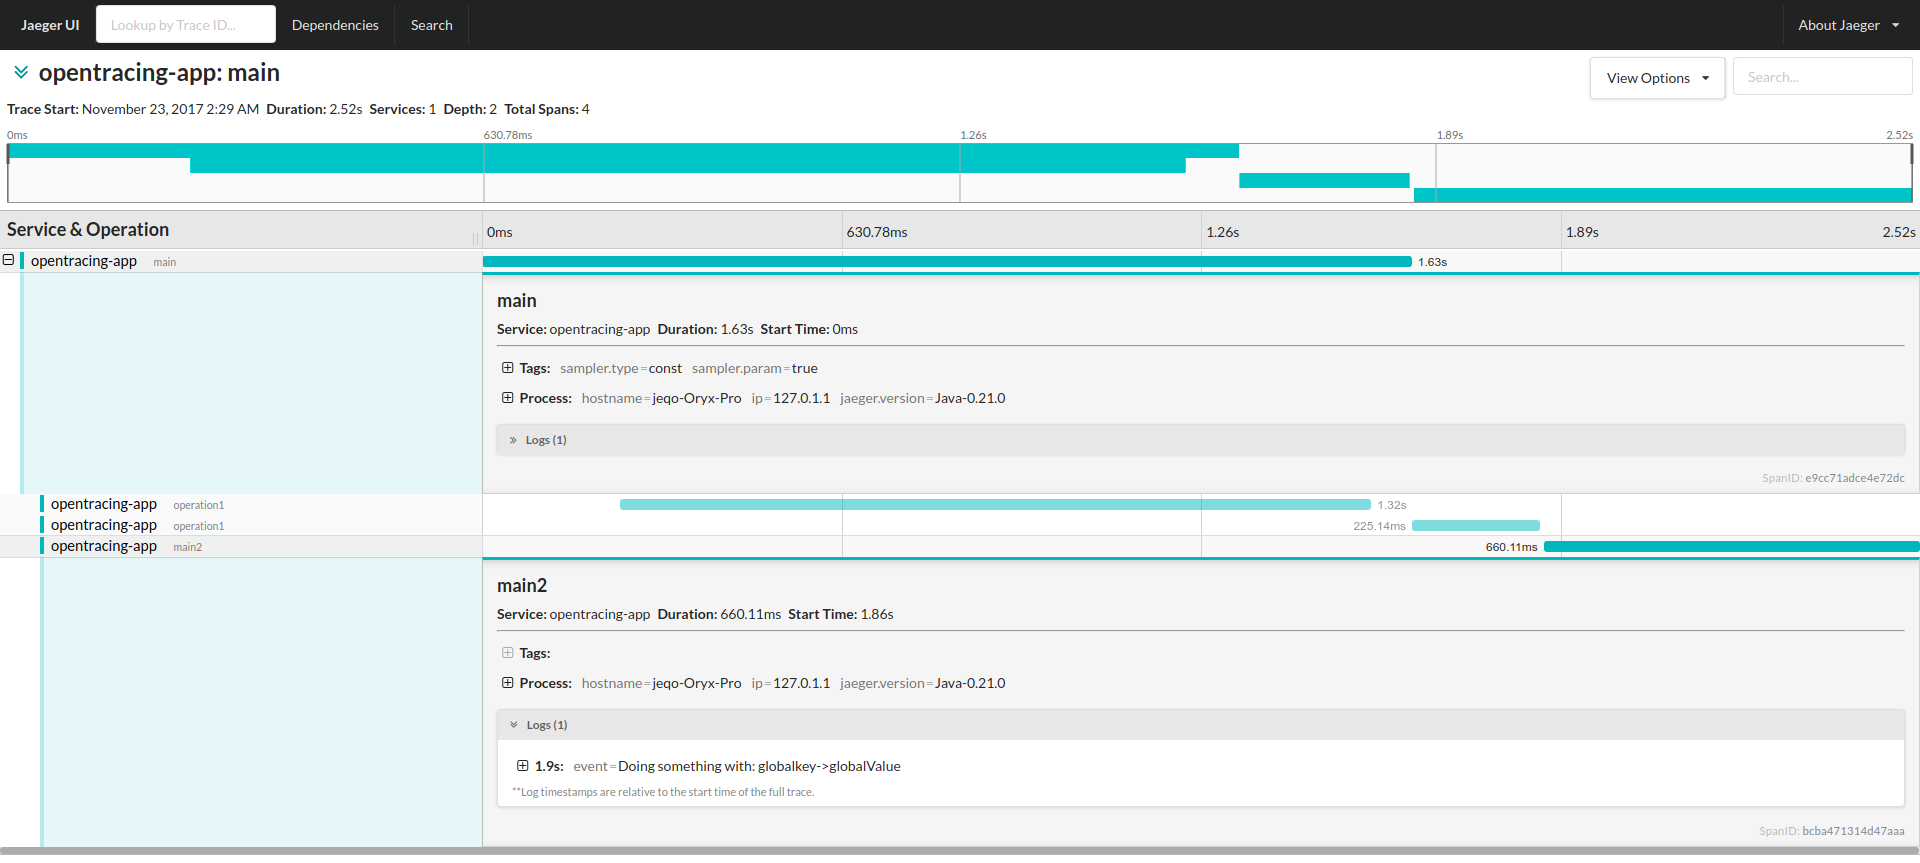 Jaeger UI Lookup by Trace ID... Dependencies Search About Jaeger
opentracing-app: main View Options Search...
Trace Start: November 23, 2017 2:29 AM Duration: 2.52s Services: 1 Depth: 2 Total Spans: 4
0ms 630.78ms 1.26s 1.89s 2.52s
Service & Operation 0ms 630.78ms 1.26s 1.89s 2.52s
opentracing-app main 1.63s
main
Service: opentracing-app Duration: 1.63s Start Time: 0ms
Tags: sampler.type=const sampler.param=true
Process: hostname=jeqo-Oryx-Pro ip=127.0.1.1 jaeger.version=Java-0.21.0
Logs (1)
SpanID: e9cc71adce4e72dc
opentracing-app operation1 1.32s
opentracing-app operation1 225.14ms
opentracing-app main2 660.11ms
main2
Service: opentracing-app Duration: 660.11ms Start Time: 1.86s
Tags:
Process: hostname=jeqo-Oryx-Pro ip=127.0.1.1 jaeger.version=Java-0.21.0
Logs (1)
1.9s: event=Doing something with: globalkey->globalValue
**Log timestamps are relative to the start time of the full trace.
SpanID: bcba471314d47aaa